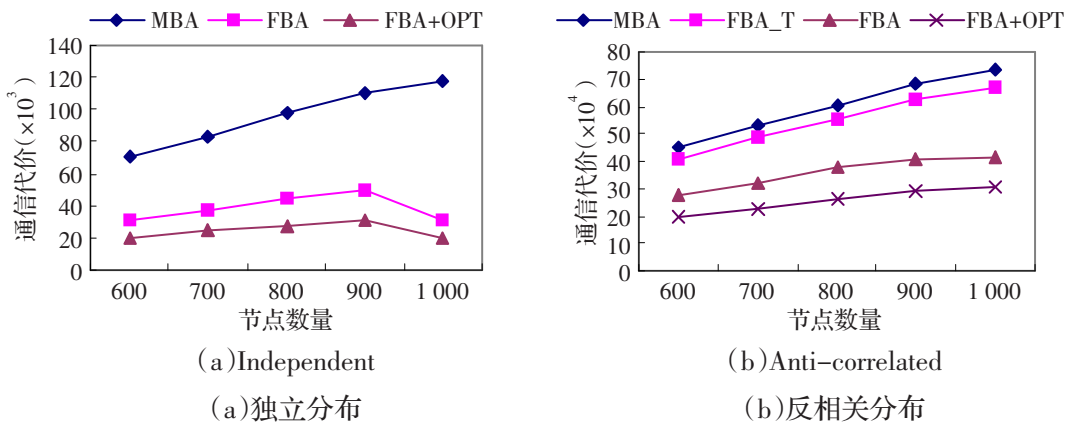 MBA FBA FBA+OPT
140
120
100
80
60
40
20
0
通信代价(×10³)
600 700 800 900 1 000
节点数量
(a)Independent
(a)独立分布
MBA FBA_T FBA FBA+OPT
80
70
60
50
40
30
20
10
0
通信代价(×10⁴)
600 700 800 900 1 000
节点数量
(b)Anti-correlated
(b)反相关分布